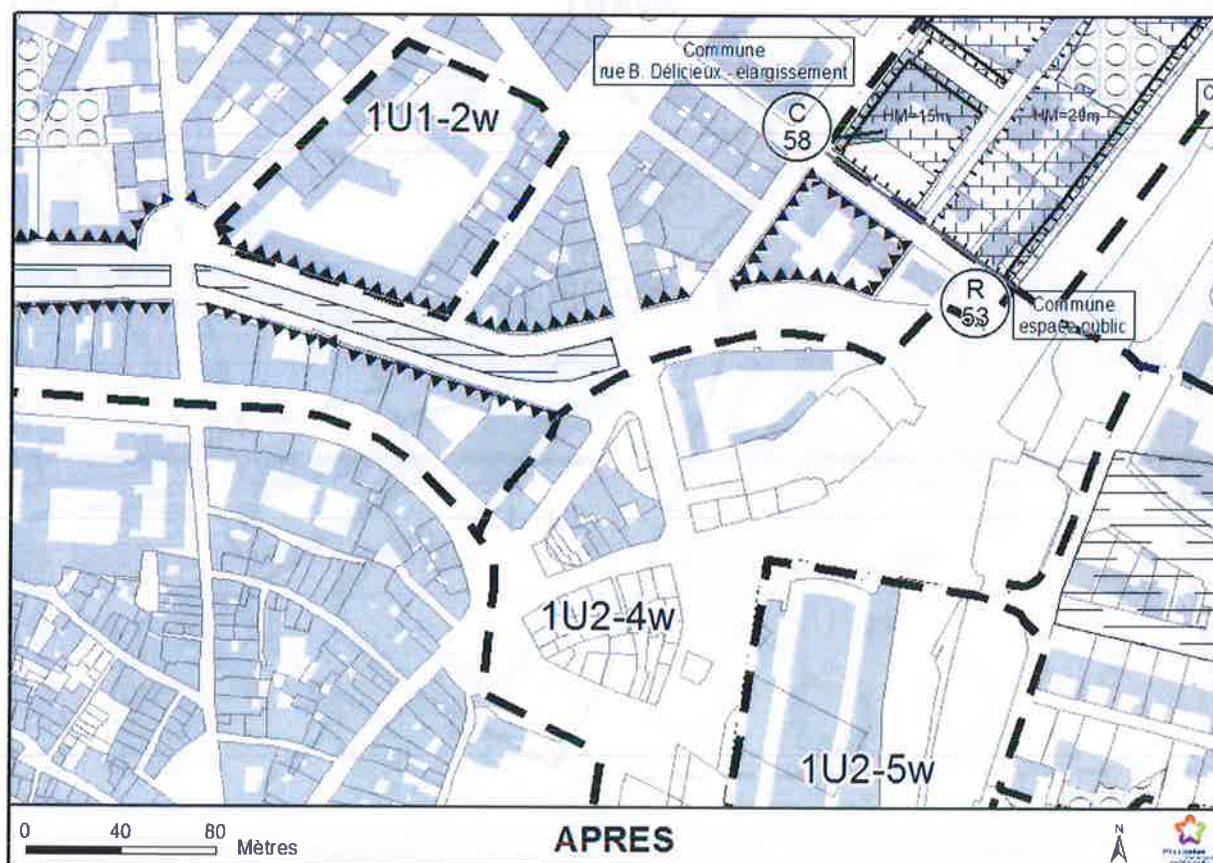 Commune
rue B. Délicieux - élargissement
1U1-2w
C
58
HM=15m
HM=20m
C
R
53
Commune
espace public
1U2-4w
1U2-5w
0 40 80
Mètres
APRES
N